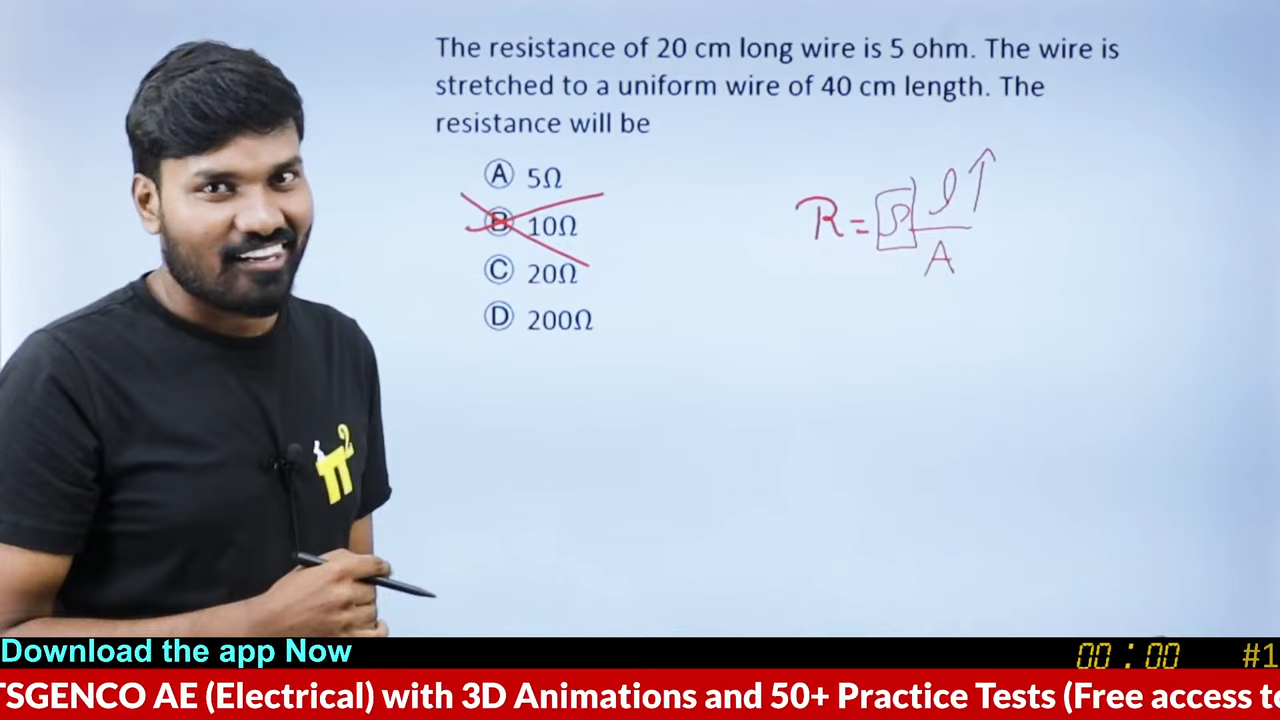 The resistance of 20 cm long wire is 5 ohm. The wire is
stretched to a uniform wire of 40 cm length. The
resistance will be
Ⓐ 5Ω
Ⓑ 10Ω
Ⓒ 20Ω
Ⓓ 200Ω
R = ρ l↑
A
π2
Download the app Now
00 : 00 #1
TSGENCO AE (Electrical) with 3D Animations and 50+ Practice Tests (Free access to